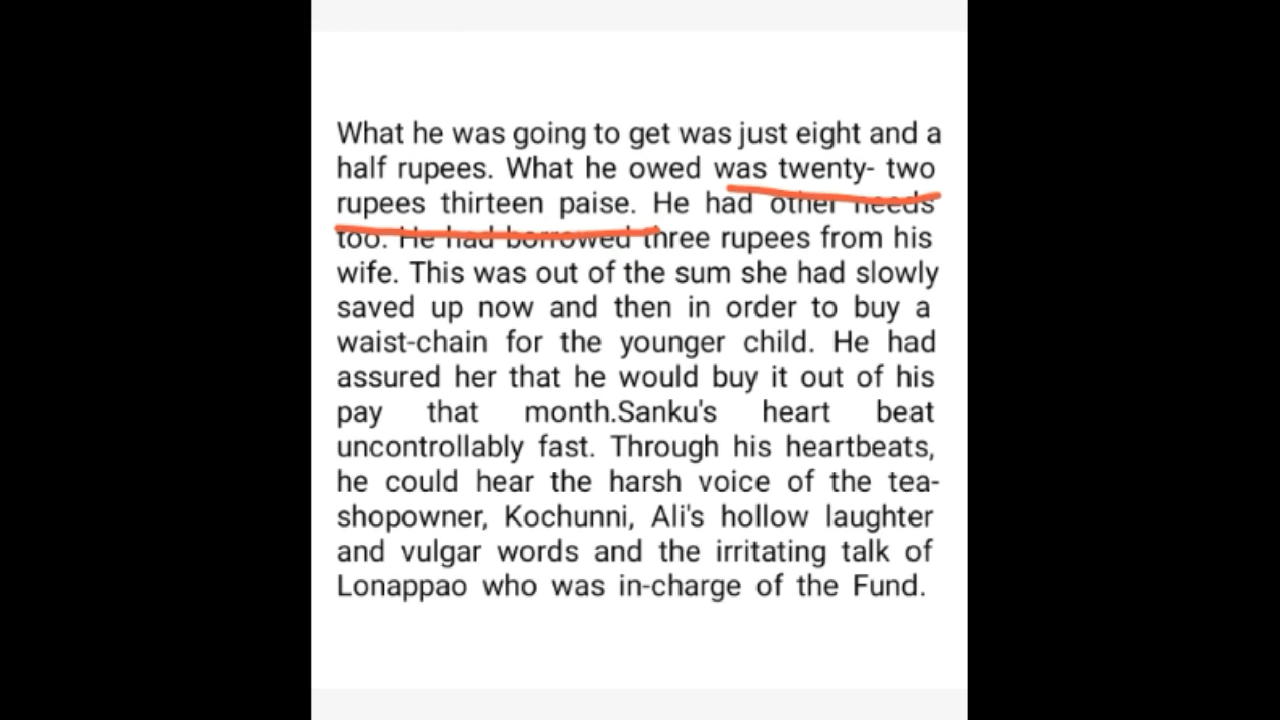 What he was going to get was just eight and a
half rupees. What he owed was twenty- two
rupees thirteen paise. He had other needs
too. He had borrowed three rupees from his
wife. This was out of the sum she had slowly
saved up now and then in order to buy a
waist-chain for the younger child. He had
assured her that he would buy it out of his
pay that month.Sanku's heart beat
uncontrollably fast. Through his heartbeats,
he could hear the harsh voice of the tea-
shopowner, Kochunni, Ali's hollow laughter
and vulgar words and the irritating talk of
Lonappao who was in-charge of the Fund.